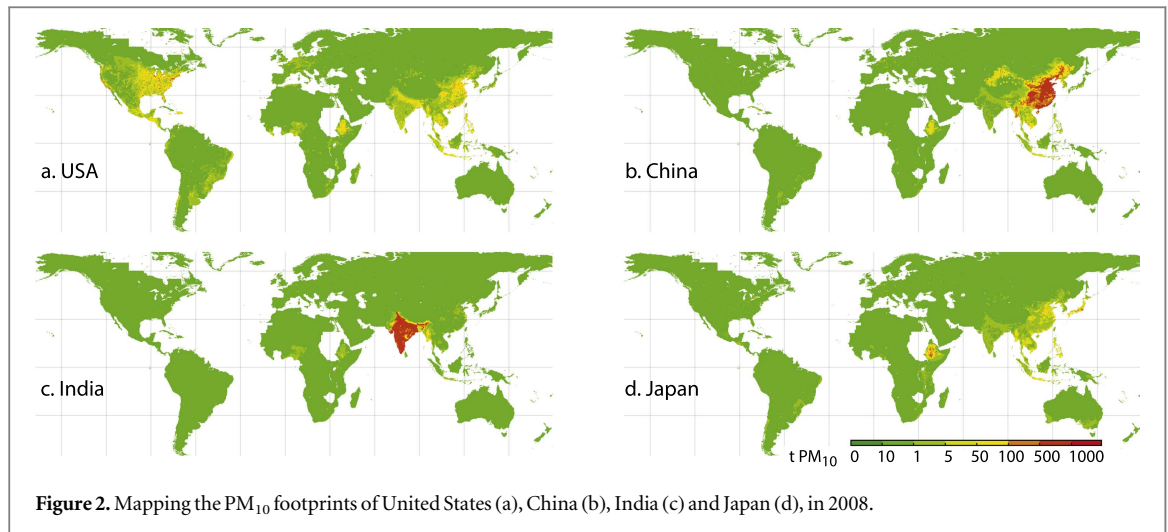 a. USA
b. China
c. India
d. Japan
t PM₁₀ 0 10 1 5 50 100 500 1000
Figure 2. Mapping the PM₁₀ footprints of United States (a), China (b), India (c) and Japan (d), in 2008.